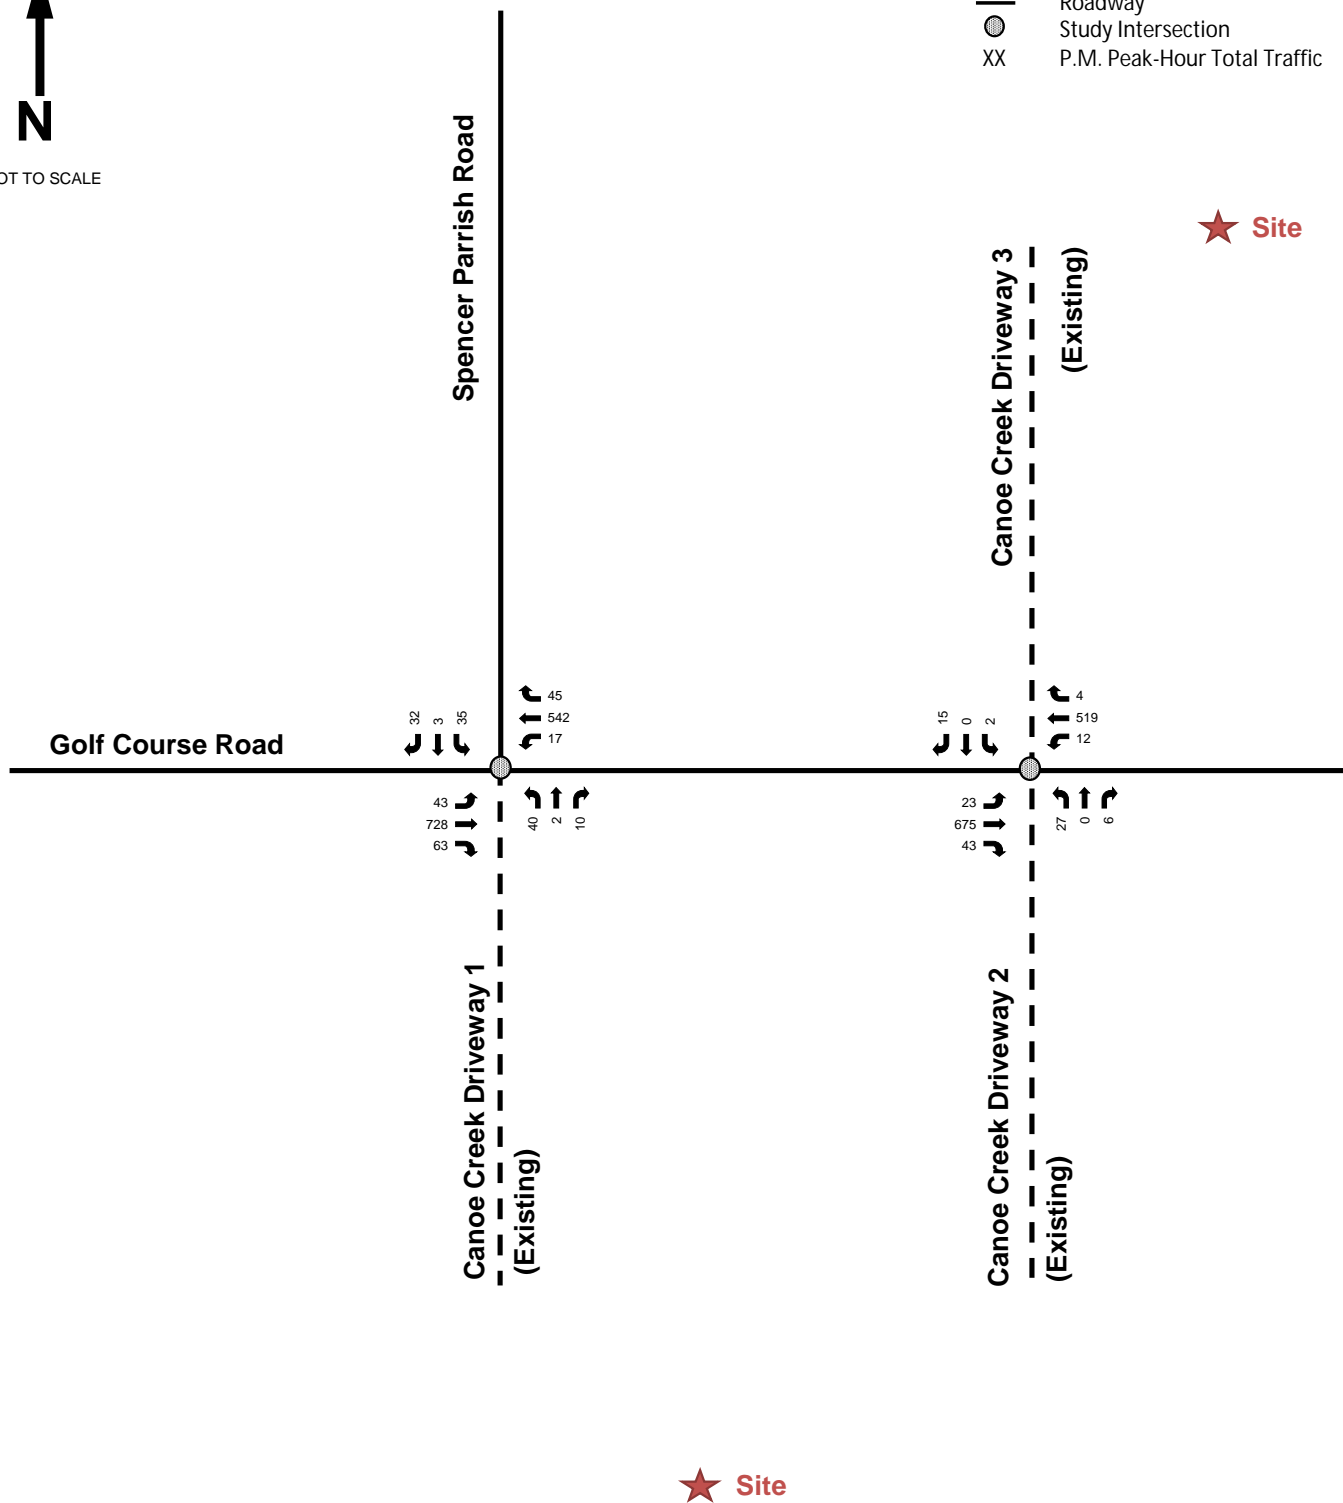 Roadway
Study Intersection
XX P.M. Peak-Hour Total Traffic
N
OT TO SCALE
Spencer Parrish Road
Site
Canoe Creek Driveway 3
(Existing)
Golf Course Road
32 3 35
45
542
17
43
728
63
40 2 10
15 0 2
4
519
12
23
675
43
27 0 6
Canoe Creek Driveway 1
(Existing)
Canoe Creek Driveway 2
(Existing)
Site